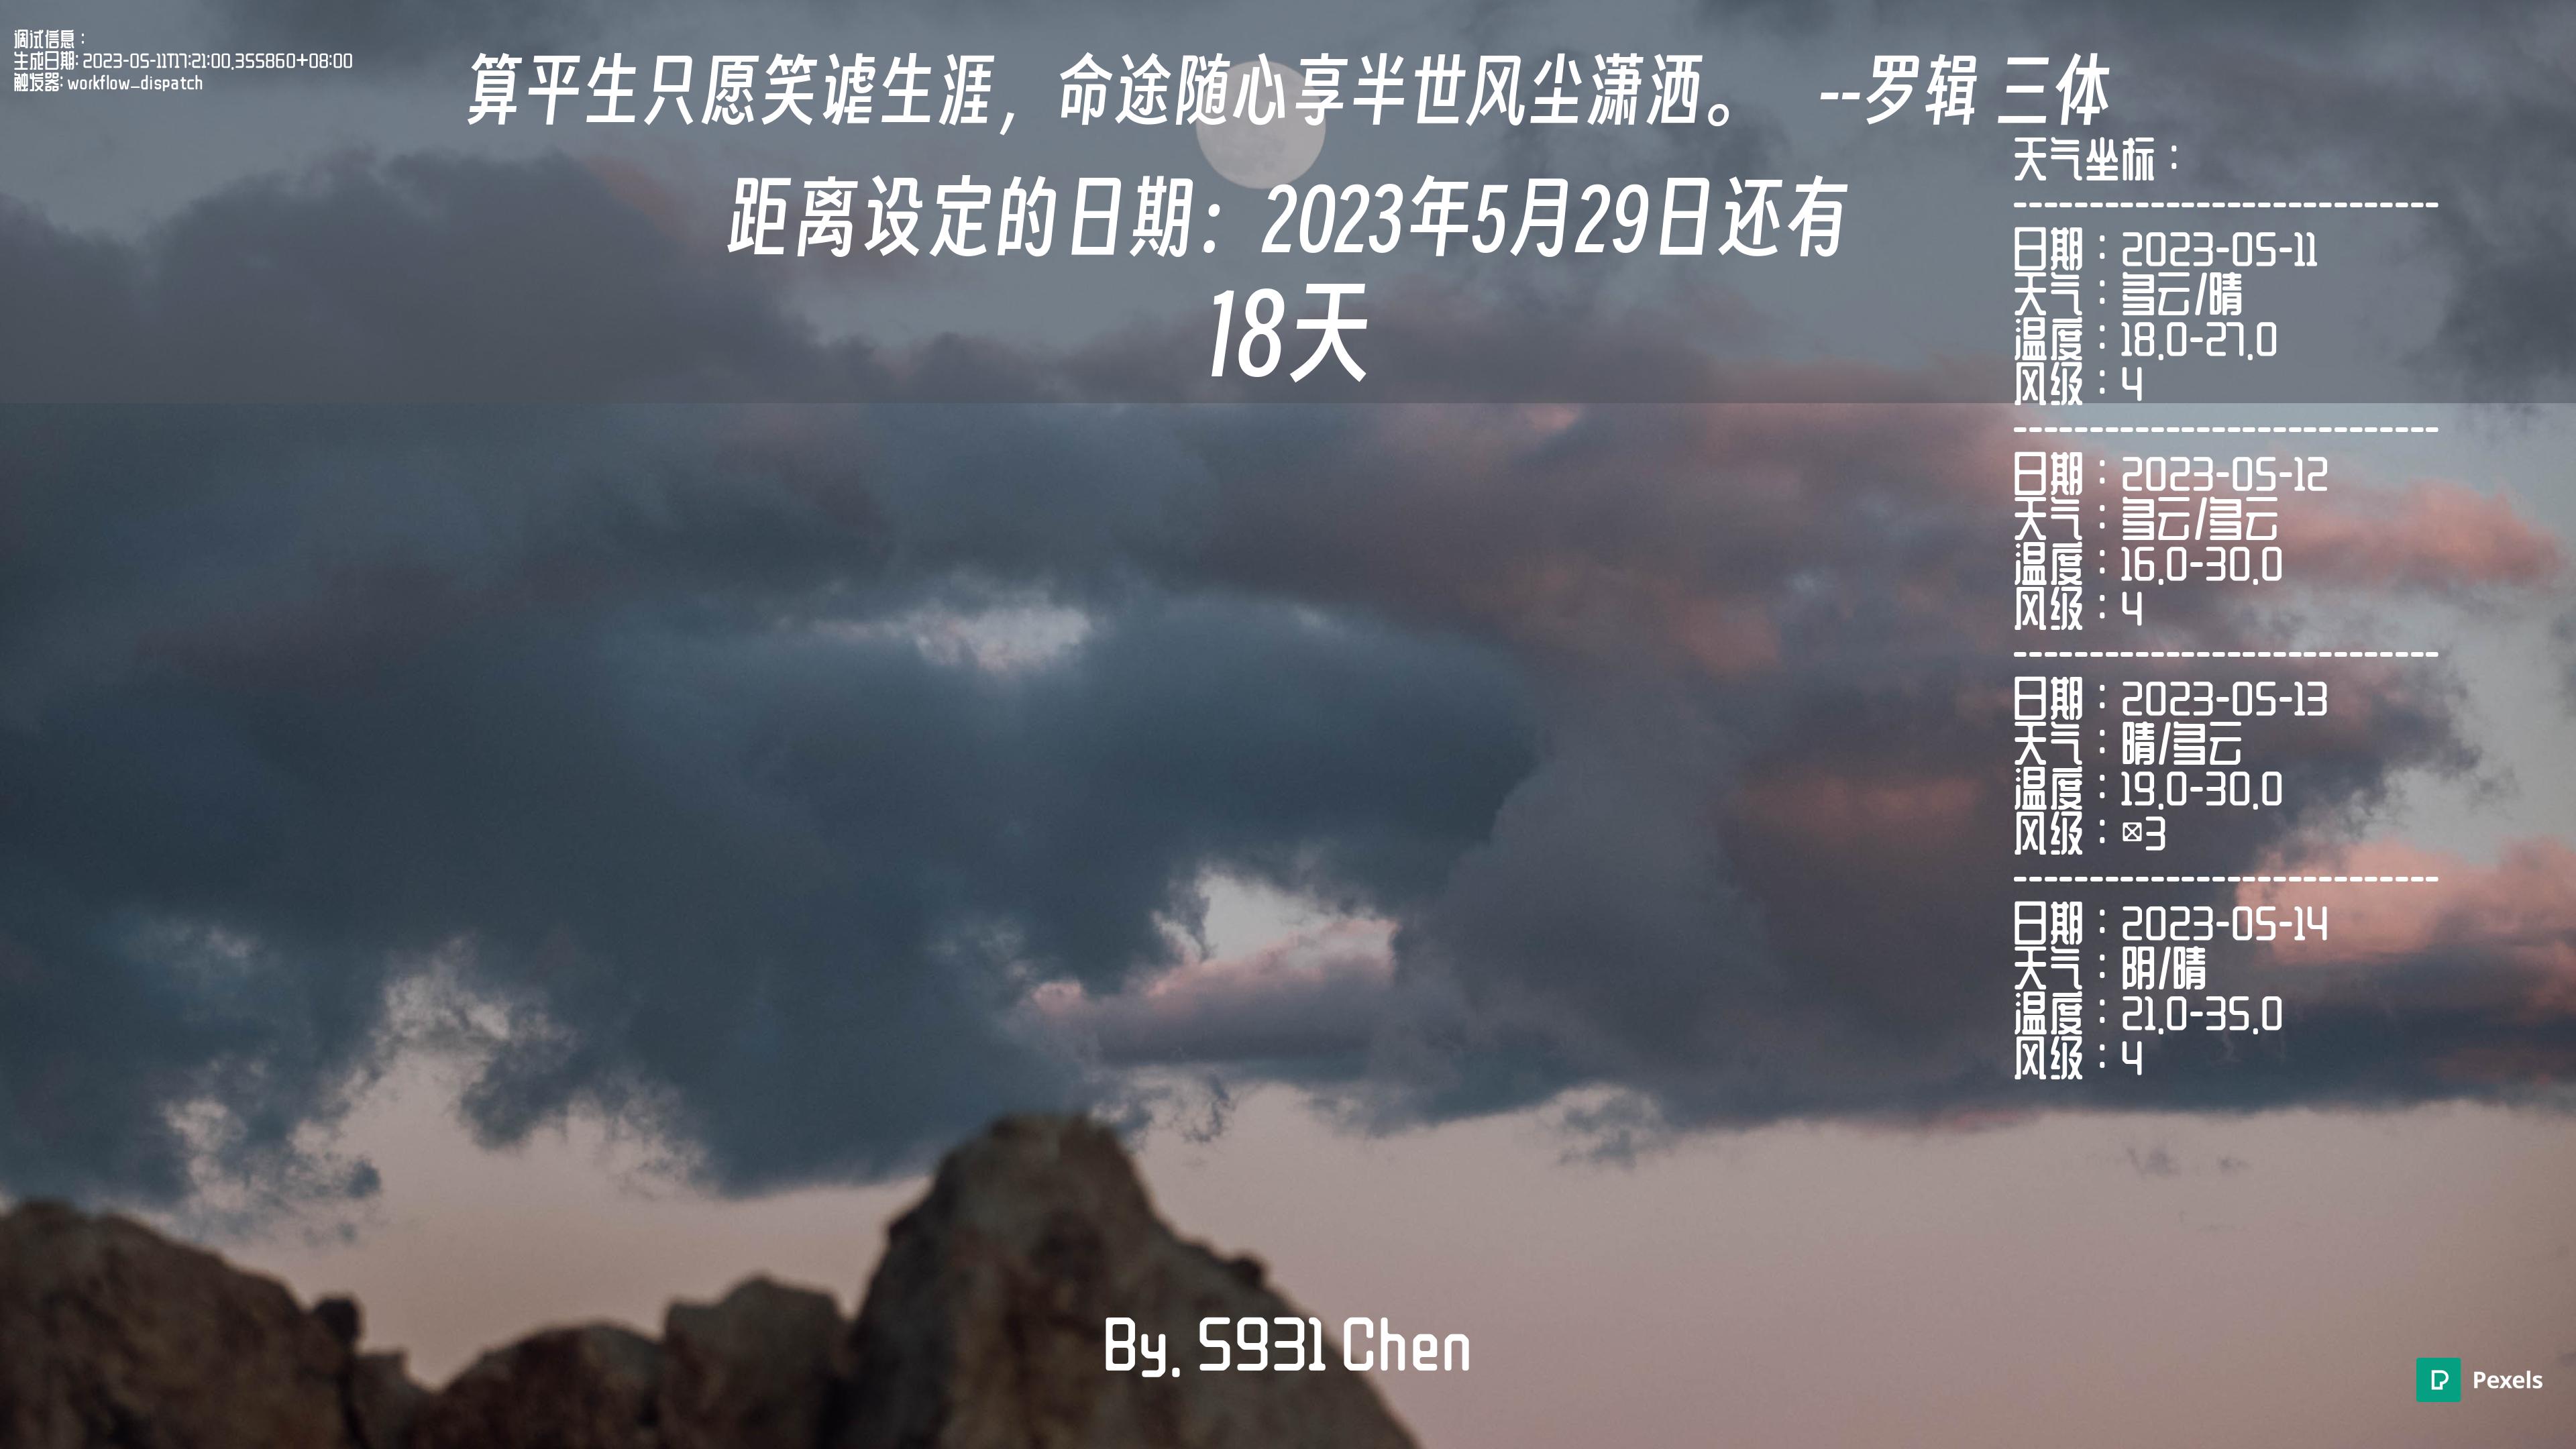 调试信息：
生成日期: 2023-05-11T17:21:00.355860+08:00
触发器: workflow_dispatch
算平生只愿笑谑生涯，命途随心享半世风尘潇洒。 --罗辑 三体
距离设定的日期：2023年5月29日还有
18天
天气坐标：
----------------------------
日期：2023-05-11
天气：多云/晴
温度：18.0-27.0
风级：4
----------------------------
日期：2023-05-12
天气：多云/多云
温度：16.0-30.0
风级：4
----------------------------
日期：2023-05-13
天气：晴/多云
温度：19.0-30.0
风级：☒3
----------------------------
日期：2023-05-14
天气：阴/晴
温度：21.0-35.0
风级：4
By. S931 Chen
Pexels